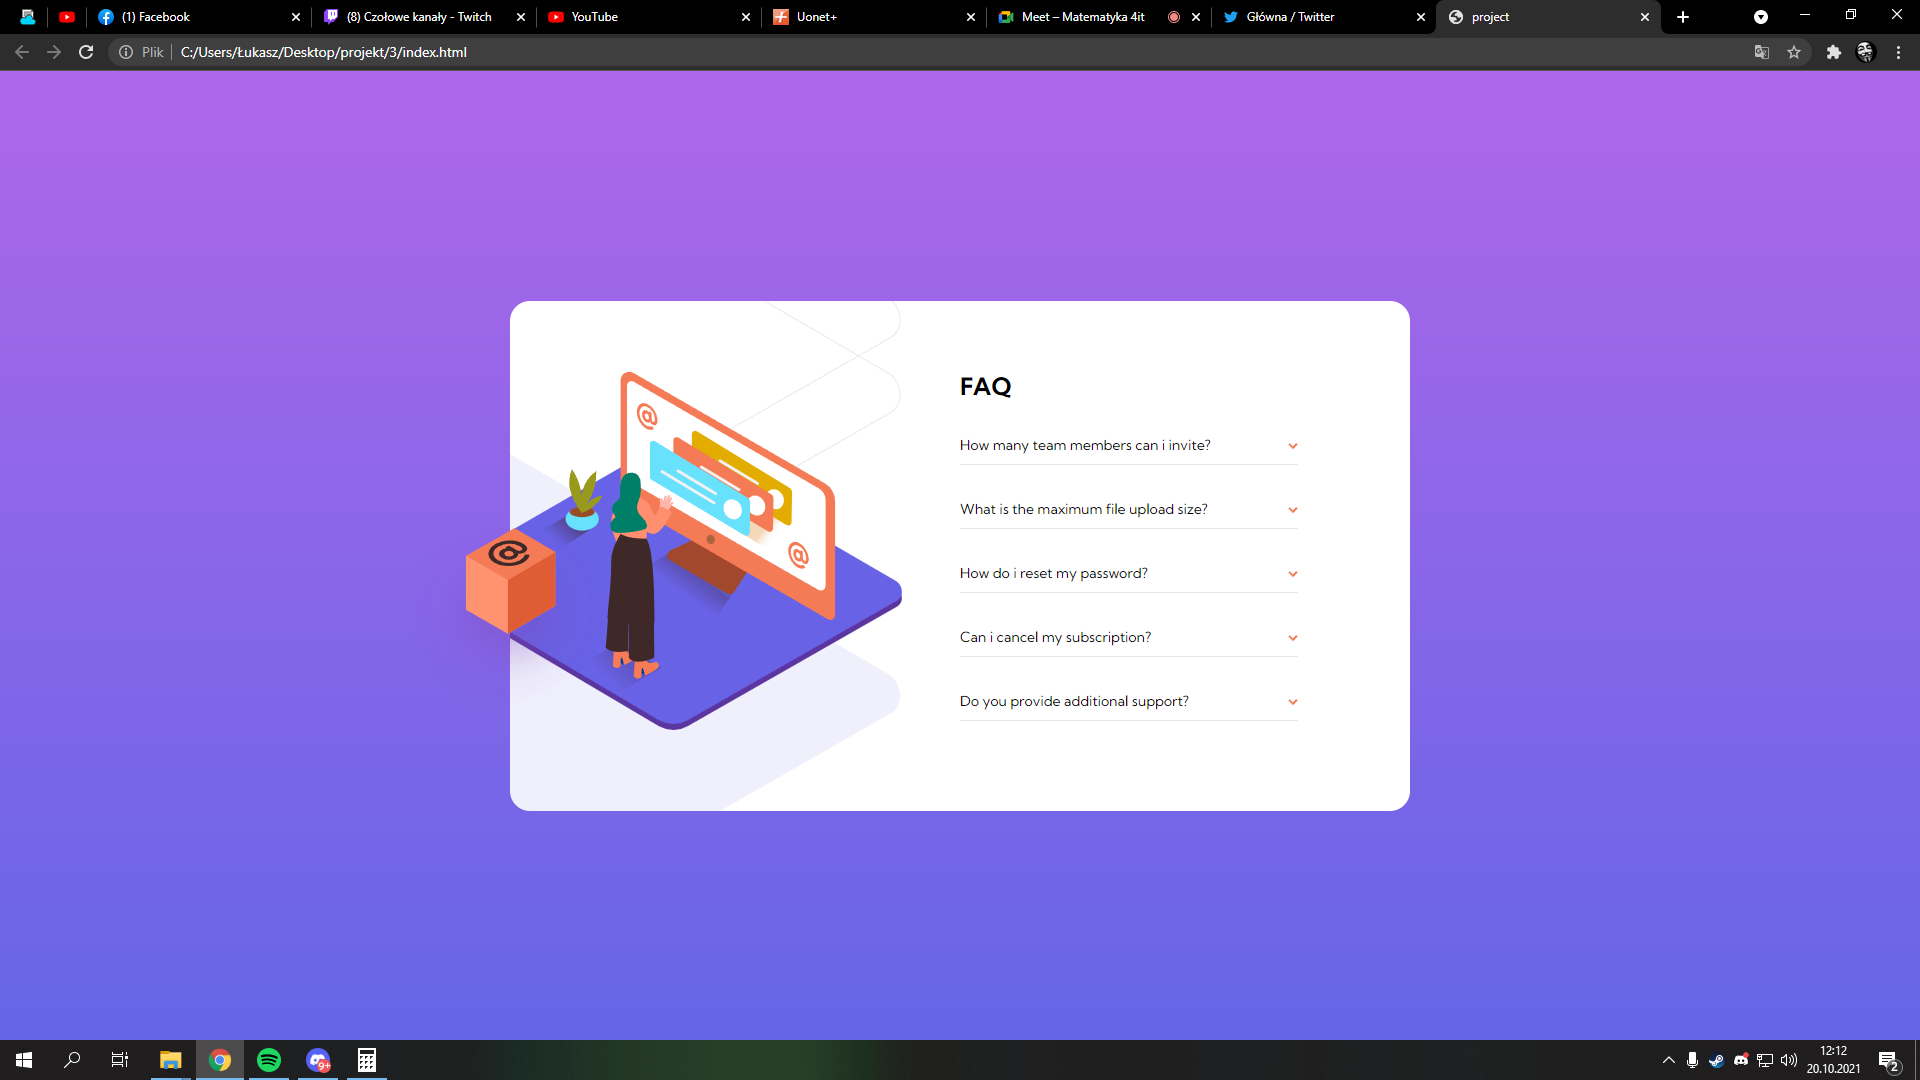 (1) Facebook
(8) Czołowe kanały - Twitch
YouTube
Uonet+
Meet – Matematyka 4it
Główna / Twitter
project
Plik
C:/Users/Łukasz/Desktop/projekt/3/index.html
FAQ
How many team members can i invite?
What is the maximum file upload size?
How do i reset my password?
Can i cancel my subscription?
Do you provide additional support?
@
@
@
9+
12:12
20.10.2021
2